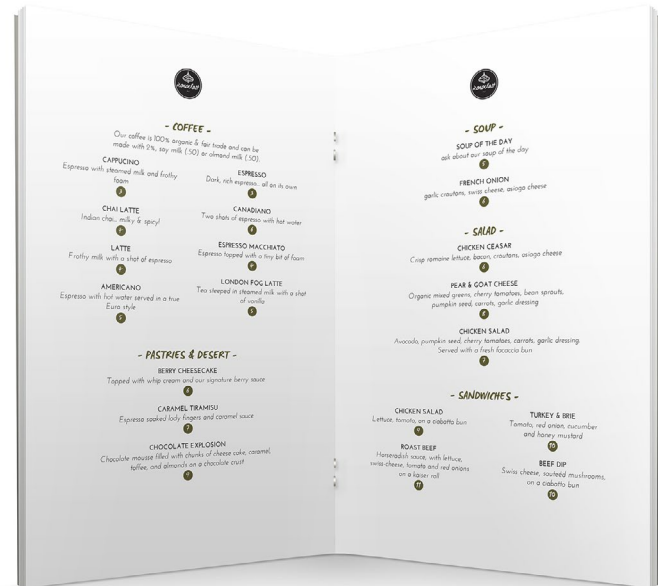 - COFFEE -
Our coffee is 100% organic & fair trade and can be
made with 2%, soy milk (.50) or almond milk (.50).
CAPPUCINO
Espresso with steamed milk and frothy
foam
3
CHAI LATTE
Indian chai, milky & spicy!
LATTE
Frothy milk with a shot of espresso
AMERICANO
Espresso with hot water served in a true
Euro style
ESPRESSO
Dark, rich espresso.. all on its own
3
CANADIANO
Two shots of espresso with hot water
ESPRESSO MACCHIATO
Espresso topped with a tiny bit of foam
LONDON FOG LATTE
Tea steeped in steamed milk with a shot
of vanilla
5
- PASTRIES & DESERT -
BERRY CHEESECAKE
Topped with whip cream and our signature berry sauce
CARAMEL TIRAMISU
Espresso soaked lady fingers and caramel sauce
7
CHOCOLATE EXPLOSION
Chocolate mousse filled with chunks of cheese cake, caramel,
toffee, and almonds on a chocolate crust
9
- SOUP -
SOUP OF THE DAY
ask about our soup of the day
5
FRENCH ONION
garlic croutons, swiss cheese, asiago cheese
6
- SALAD -
CHICKEN CEASAR
Crisp romaine lettuce, bacon, croutons, asiago cheese
PEAR & GOAT CHEESE
Organic mixed greens, cherry tomatoes, bean sprouts,
pumpkin seed, carrots, garlic dressing
8
CHICKEN SALAD
Avocado, pumpkin seed, cherry tomatoes, carrots, garlic dressing.
Served with a fresh focaccia bun
7
- SANDWICHES -
CHICKEN SALAD
Lettuce, tomato, on a ciabatta bun
9
ROAST BEEF
Horseradish sauce, with lettuce,
swiss cheese, tomato and red onions
on a kaiser roll
11
TURKEY & BRIE
Tomato, red onion, cucumber
and honey mustard
10
BEEF DIP
Swiss cheese, sautéed mushrooms,
on a ciabatta bun
10